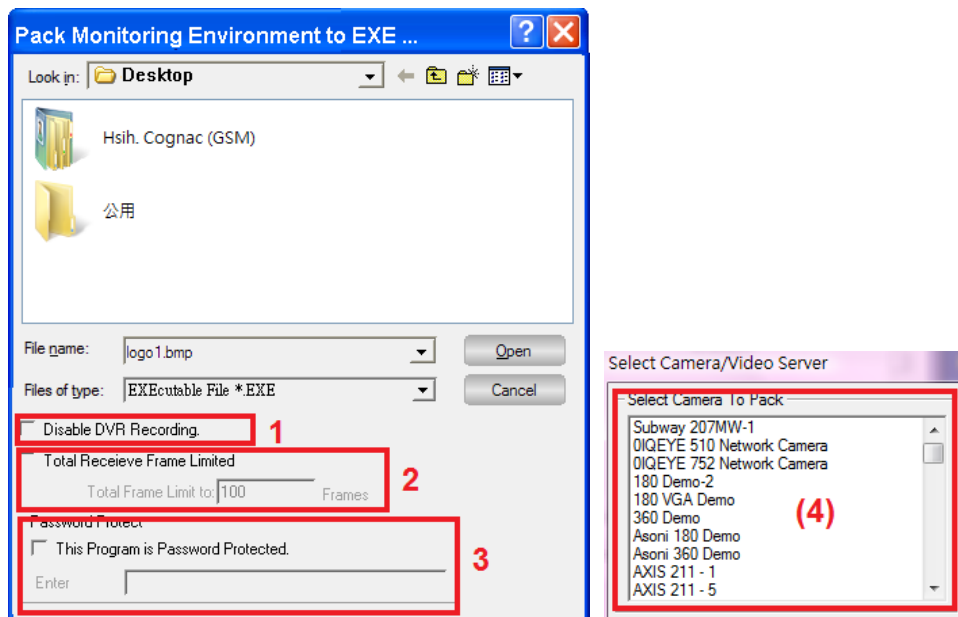 Pack Monitoring Environment to EXE ...
Look in: Desktop
Hsih. Cognac (GSM)
公用
File name: logo1.bmp Open
Files of type: EXEcutable File *.EXE Cancel
Disable DVR Recording. 1
Total Receieve Frame Limited
Total Frame Limit to: 100 Frames
2
Password Protect
This Program is Password Protected.
3
Enter
Select Camera/Video Server
Select Camera To Pack
Subway 207MW-1
0IQEYE 510 Network Camera
0IQEYE 752 Network Camera
180 Demo-2
180 VGA Demo
360 Demo
(4)
Asoni 180 Demo
Asoni 360 Demo
AXIS 211 - 1
AXIS 211 - 5